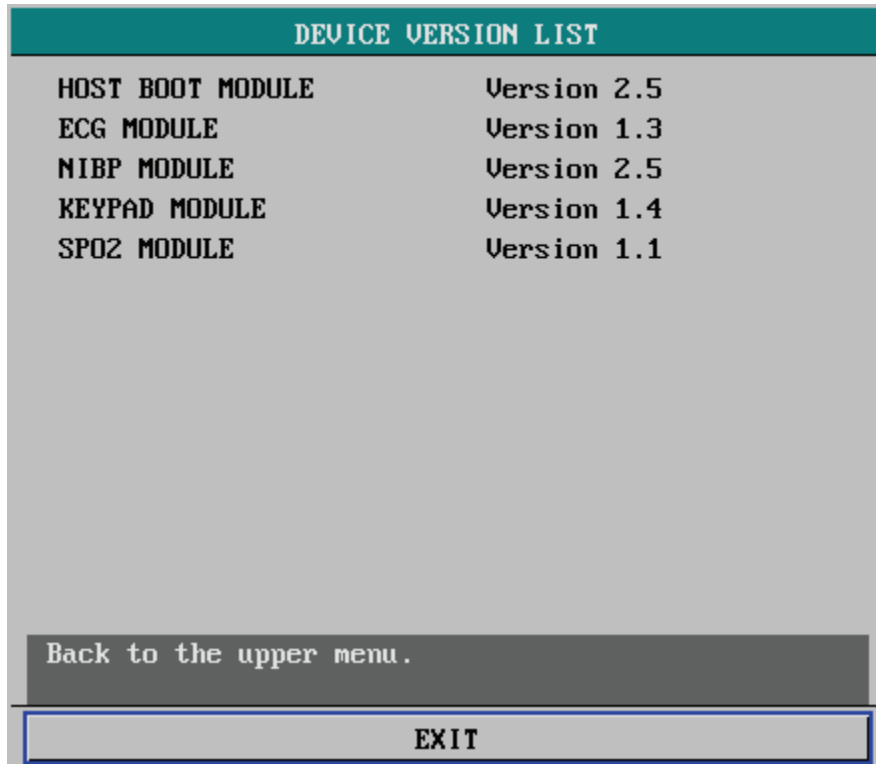 DEVICE VERSION LIST
HOST BOOT MODULE Version 2.5
ECG MODULE Version 1.3
NIBP MODULE Version 2.5
KEYPAD MODULE Version 1.4
SPO2 MODULE Version 1.1
Back to the upper menu.
EXIT